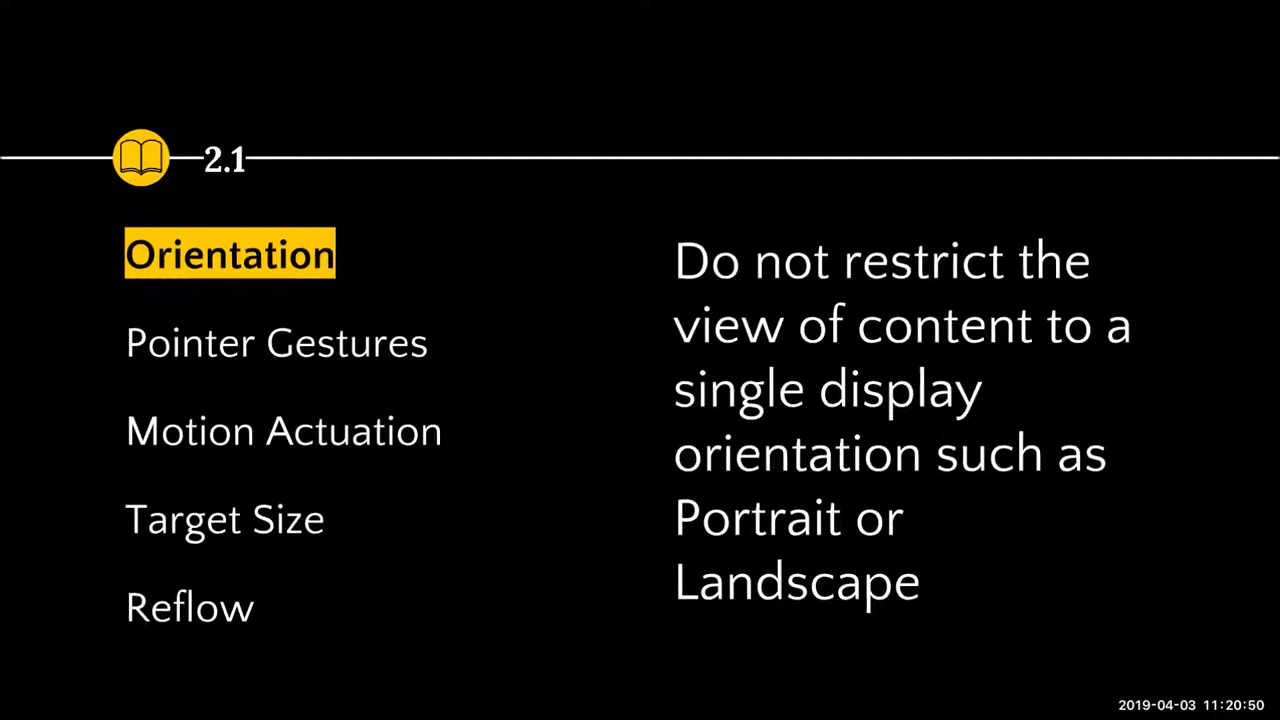 2.1
Orientation
Pointer Gestures
Motion Actuation
Target Size
Reflow
Do not restrict the
view of content to a
single display
orientation such as
Portrait or
Landscape
2019-04-03 11:20:50